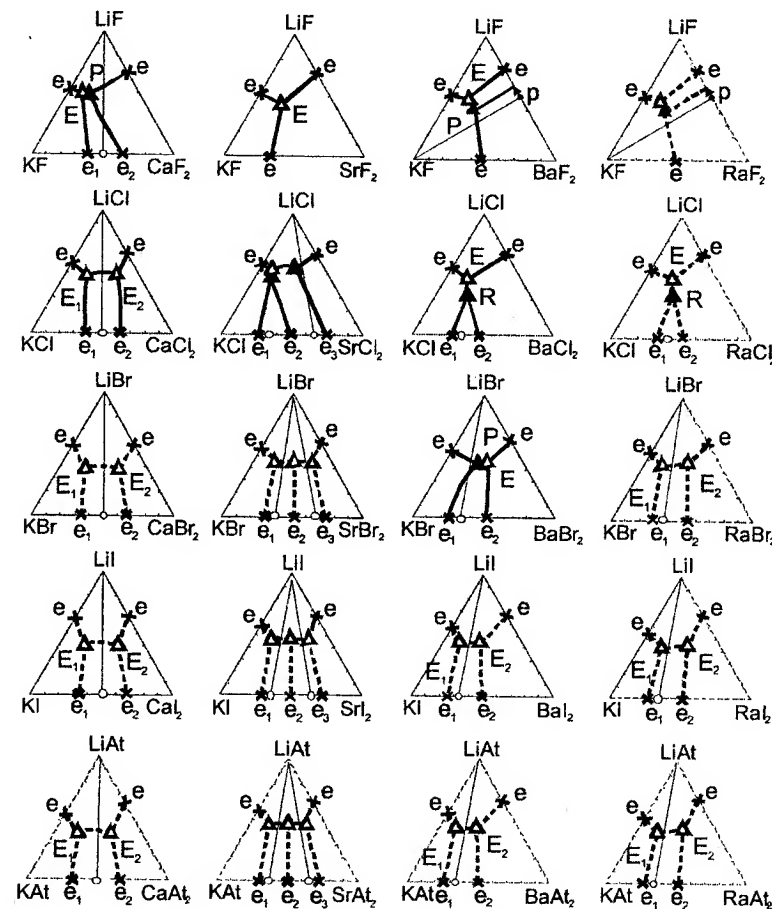 LiF LiF LiF LiF
e P e e E e e E e e e
E E P p p
KF e₁ e₂ CaF₂ KF e SrF₂ KF e BaF₂ KF e RaF₂
LiCl LiCl LiCl LiCl
e e e e e E e e E e
E₁ E₂ R R
KCl e₁ e₂ CaCl₂ KCl e₁ e₂ e₃ SrCl₂ KCl e₁ e₂ BaCl₂ KCl e₁ e₂ RaCl₂
LiBr LiBr LiBr LiBr
e e e e e P e e e
E₁ E₂ E E₁ E₂
KBr e₁ e₂ CaBr₂ KBr e₁ e₂ e₃ SrBr₂ KBr e₁ e₂ BaBr₂ KBr e₁ e₂ RaBr₂
LiI LiI LiI LiI
e e e e e e e e
E₁ E₂ E₁ E₂ E₁ E₂
KI e₁ e₂ CaI₂ KI e₁ e₂ e₃ SrI₂ KI e₁ e₂ BaI₂ KI e₁ e₂ RaI₂
LiAt LiAt LiAt LiAt
e e e e e e e e
E₁ E₂ E₁ E₂ E₁ E₂
KAt e₁ e₂ CaAt₂ KAt e₁ e₂ e₃ SrAt₂ KAt e₁ e₂ BaAt₂ KAt e₁ e₂ RaAt₂